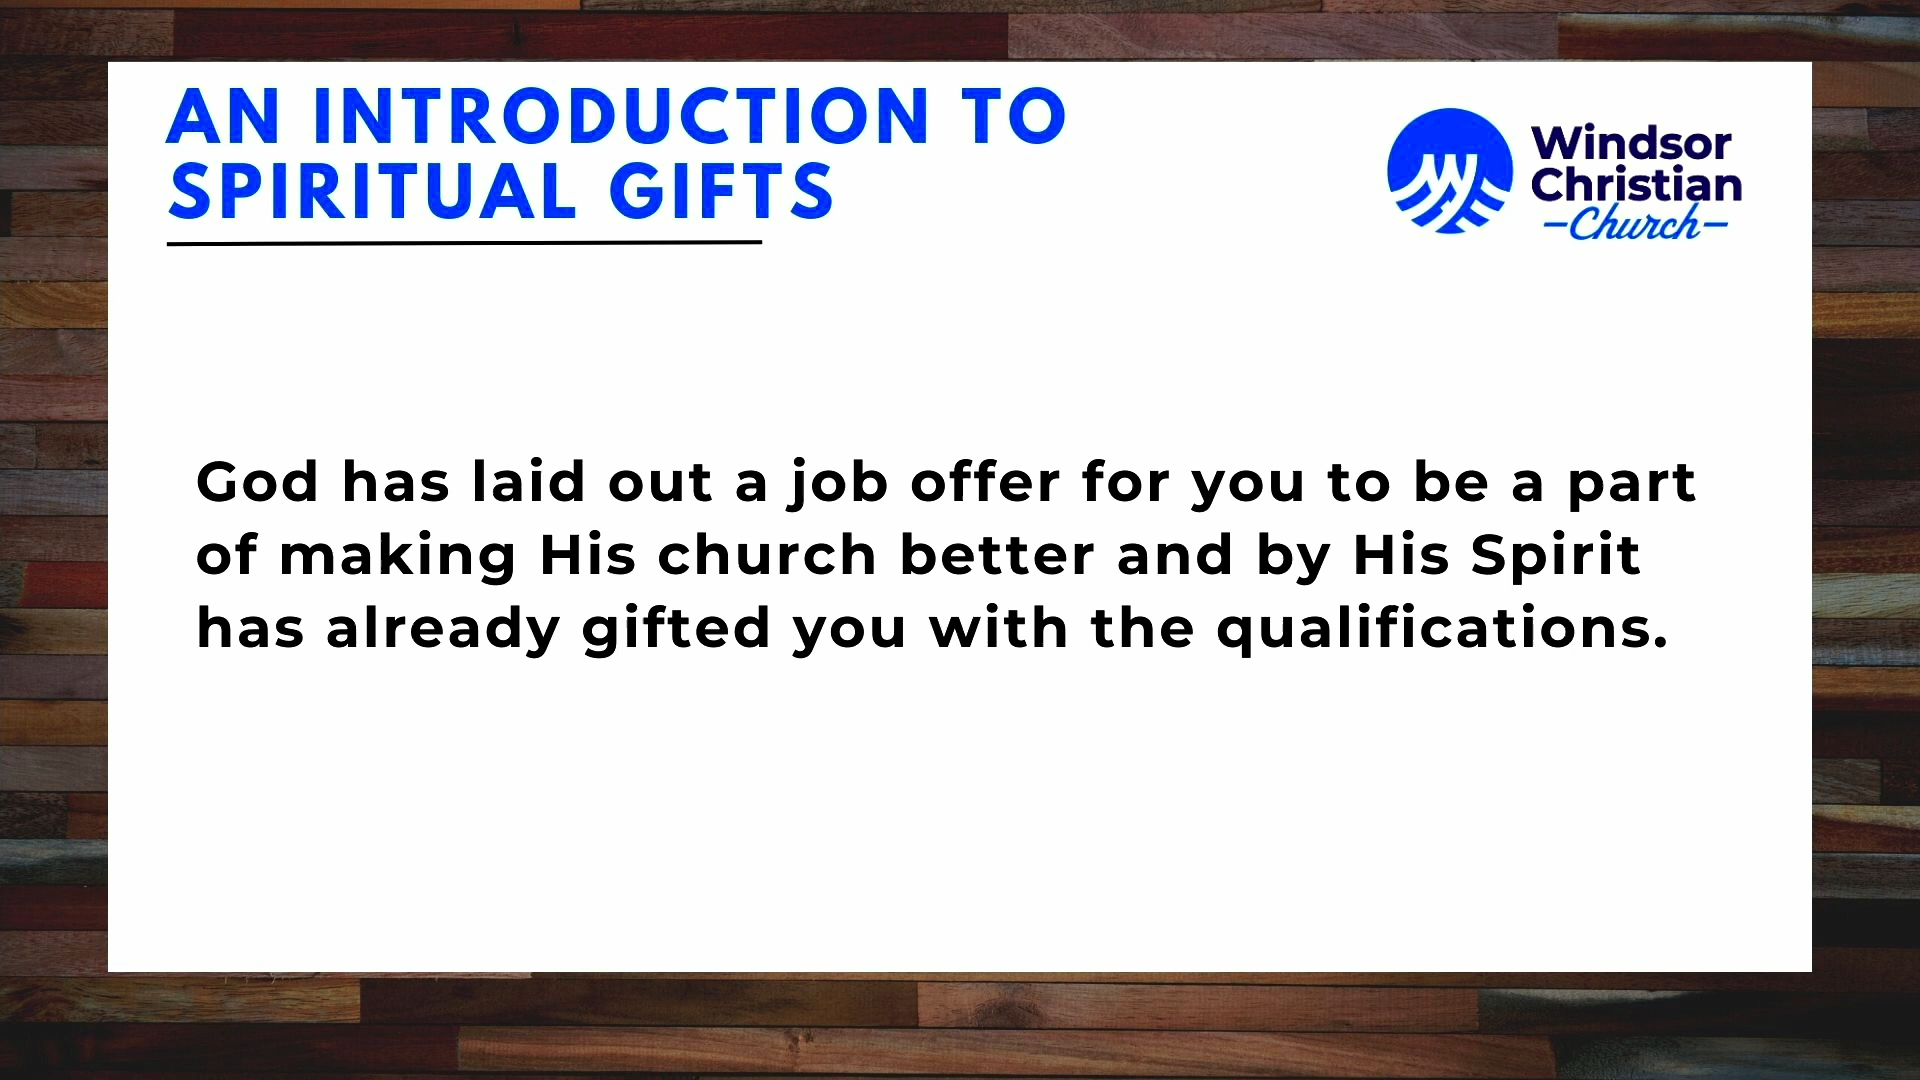 AN INTRODUCTION TO
SPIRITUAL GIFTS
Windsor
Christian
-Church-
God has laid out a job offer for you to be a part
of making His church better and by His Spirit
has already gifted you with the qualifications.